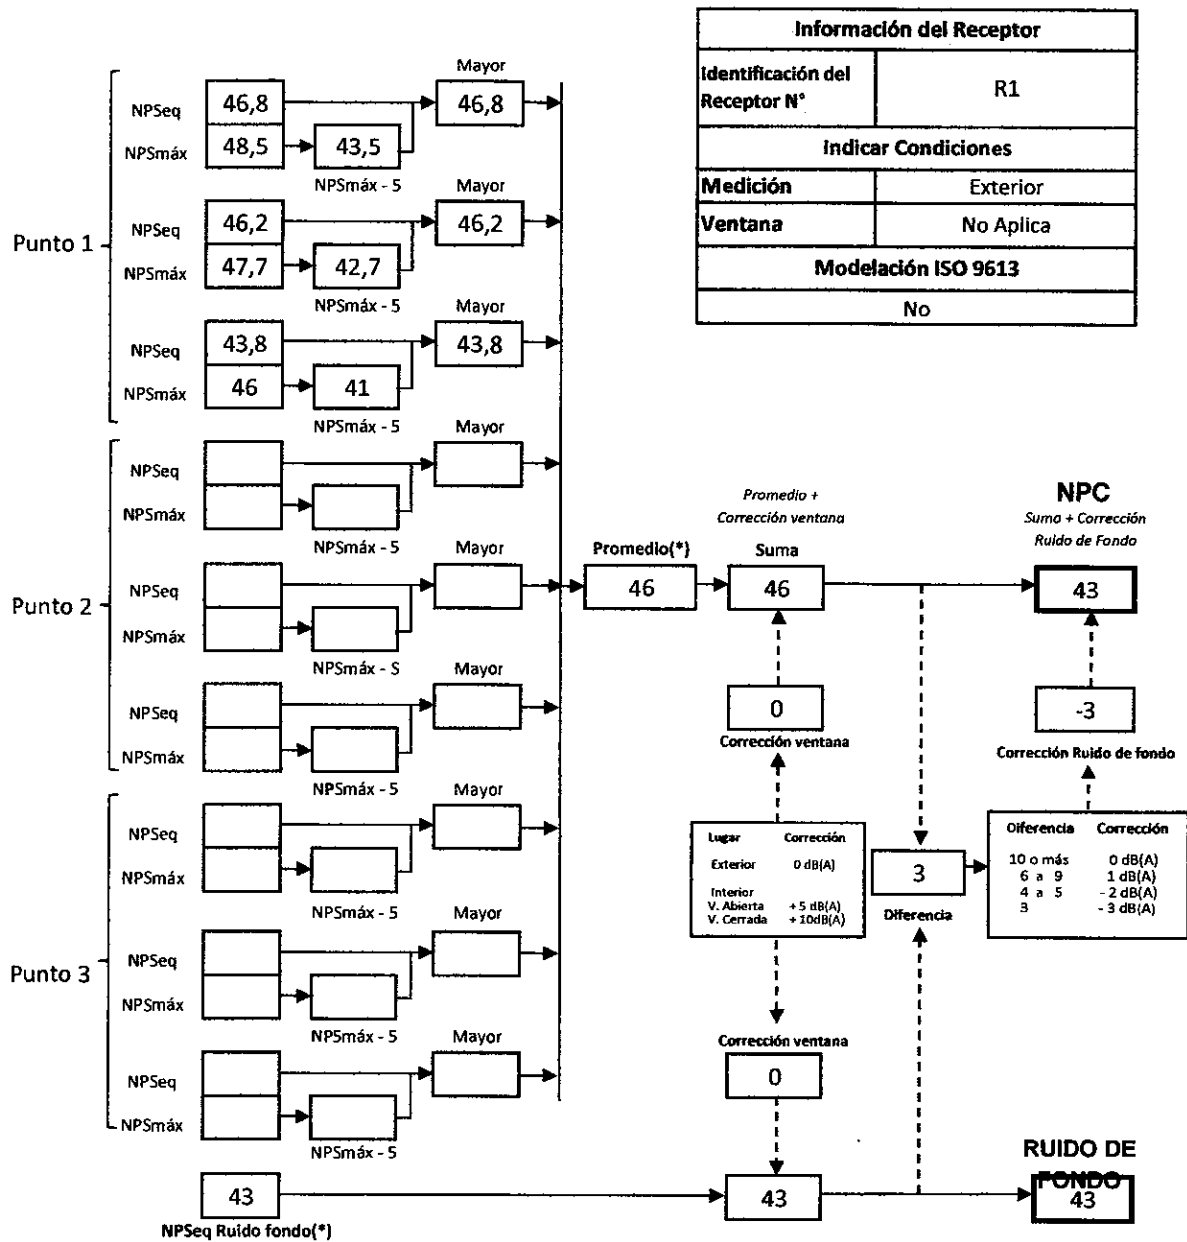 Información del Receptor
Identificación del Receptor N°
R1
Indicar Condiciones
Medición
Exterior
Ventana
No Aplica
Modelación ISO 9613
No
Punto 1
Mayor
NPSeq
46,8
46,8
NPSmáx
48,5
43,5
NPSmáx - 5
Mayor
NPSeq
46,2
46,2
NPSmáx
47,7
42,7
NPSmáx - 5
Mayor
NPSeq
43,8
43,8
NPSmáx
46
41
NPSmáx - 5
Punto 2
Mayor
NPSeq
NPSmáx
NPSmáx - 5
Mayor
NPSeq
NPSmáx
NPSmáx - S
Mayor
NPSeq
NPSmáx
NPSmáx - 5
Punto 3
Mayor
NPSeq
NPSmáx
NPSmáx - 5
Mayor
NPSeq
NPSmáx
NPSmáx - 5
Mayor
NPSeq
NPSmáx
NPSmáx - 5
Promedio(*)
46
Promedio +
Corrección ventana
Suma
46
NPC
Suma + Corrección
Ruido de Fondo
43
0
Corrección ventana
-3
Corrección Ruido de fondo
Lugar Corrección
Exterior 0 dB(A)
Interior
V. Abierta + 5 dB(A)
V. Cerrada + 10dB(A)
3
Diferencia
Diferencia Corrección
10 o más 0 dB(A)
6 a 9 1 dB(A)
4 a 5 - 2 dB(A)
3 - 3 dB(A)
Corrección ventana
0
43
NPSeq Ruido fondo(*)
43
RUIDO DE
FONDO
43